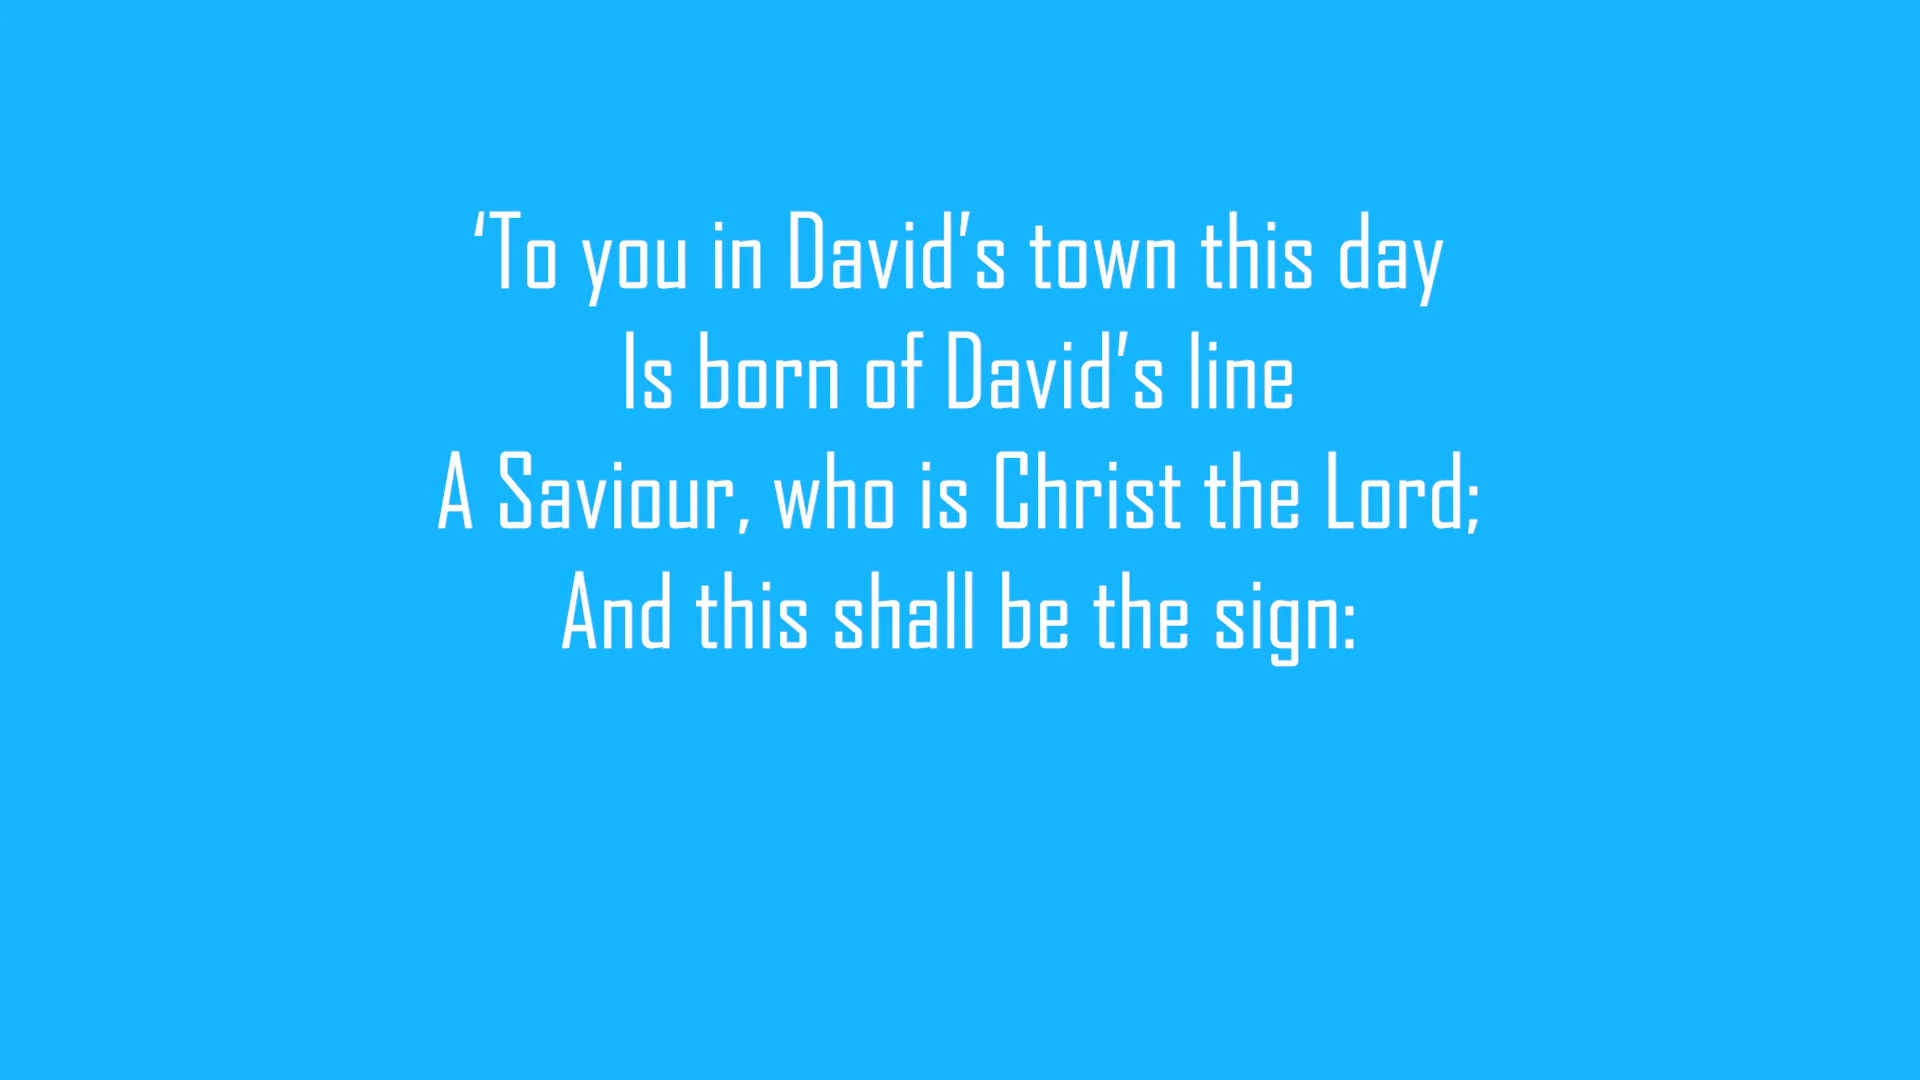 ‘To you in David’s town this day
Is born of David’s line
A Saviour, who is Christ the Lord;
And this shall be the sign: